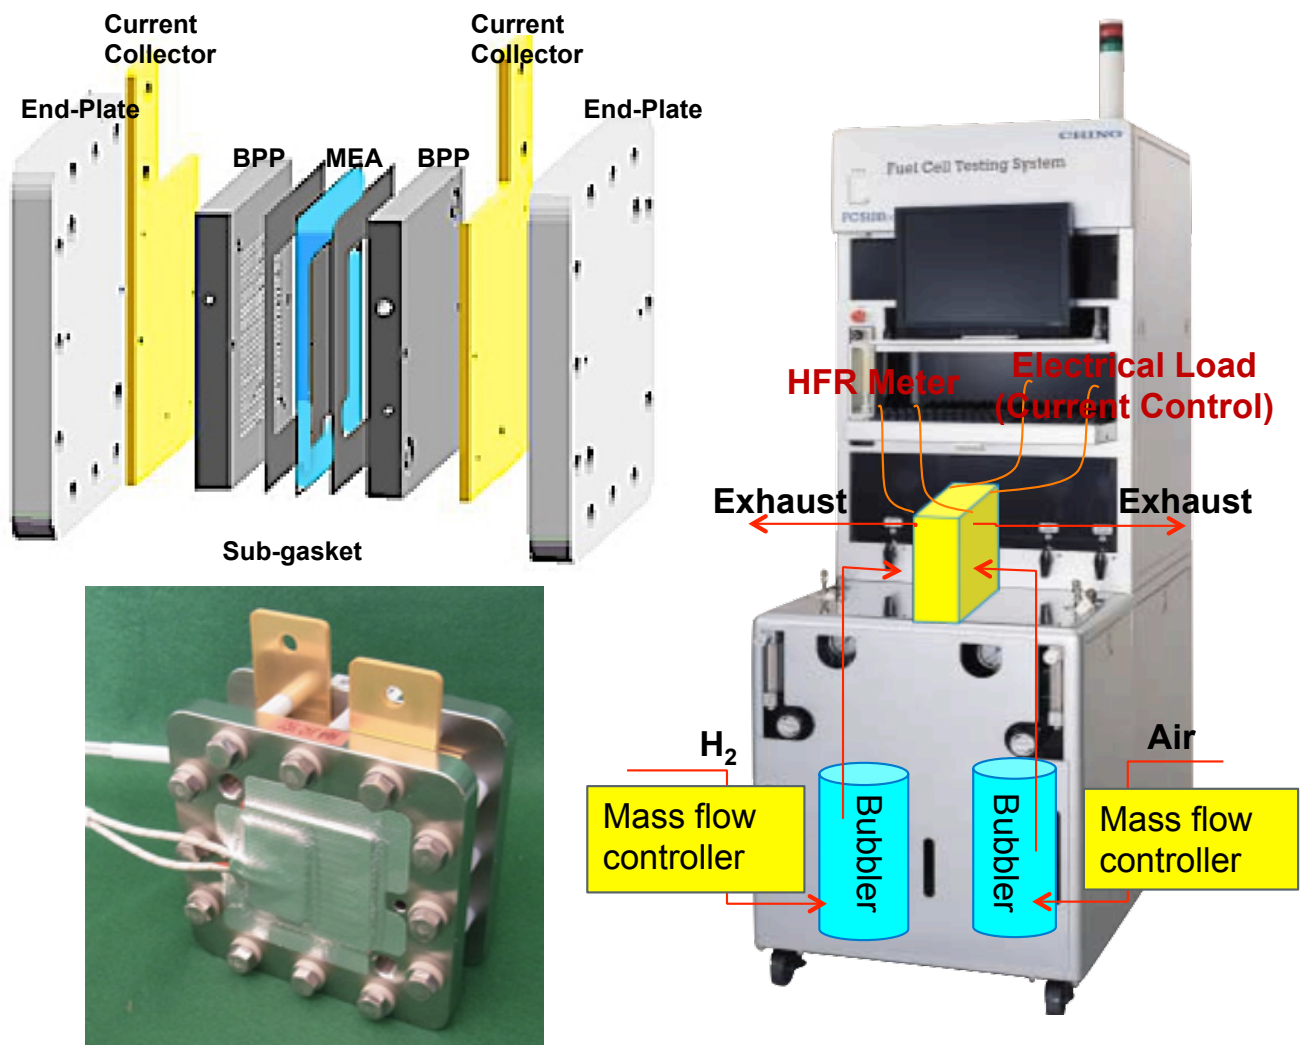 Current
Collector
Current
Collector
End-Plate
End-Plate
BPP
MEA
BPP
Sub-gasket
CHINO
Fuel Cell Testing System
HFR Meter
Electrical Load
(Current Control)
Exhaust
Exhaust
H2
Air
Mass flow
controller
Bubbler
Bubbler
Mass flow
controller